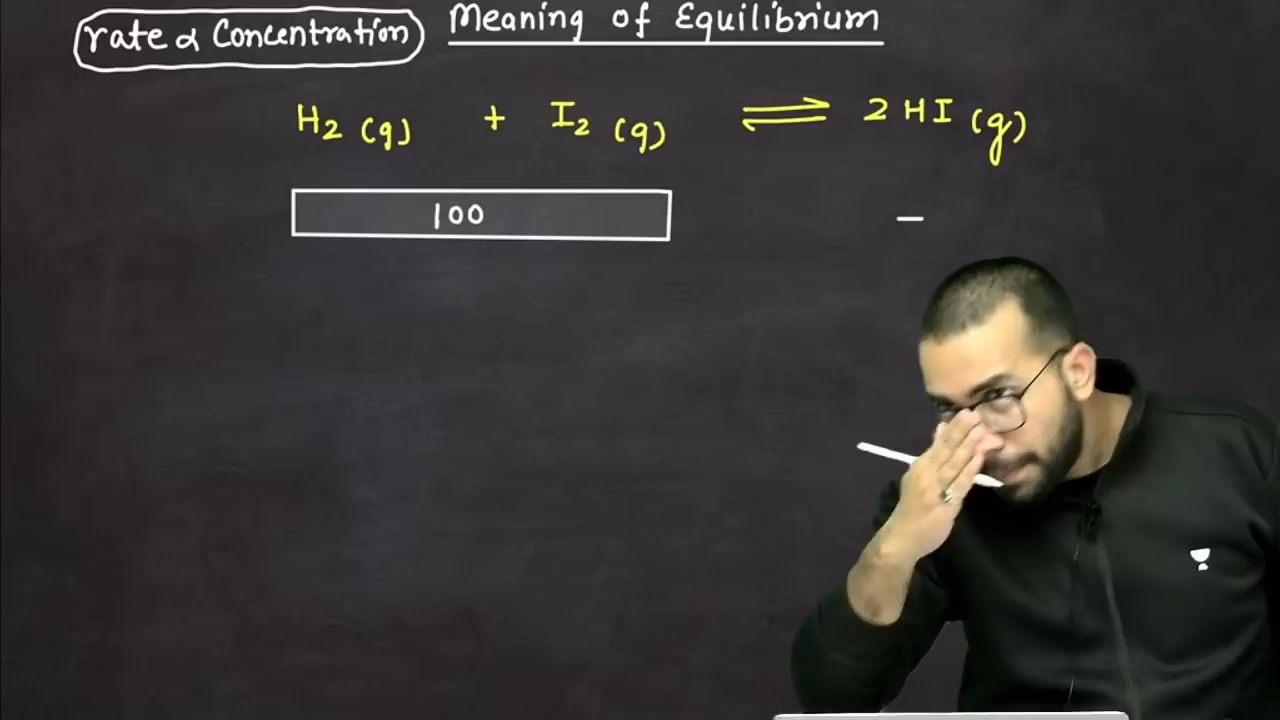 rate α Concentration
Meaning of Equilibrium
H2 (g) + I2 (g) ⇌ 2 HI (g)
100 –